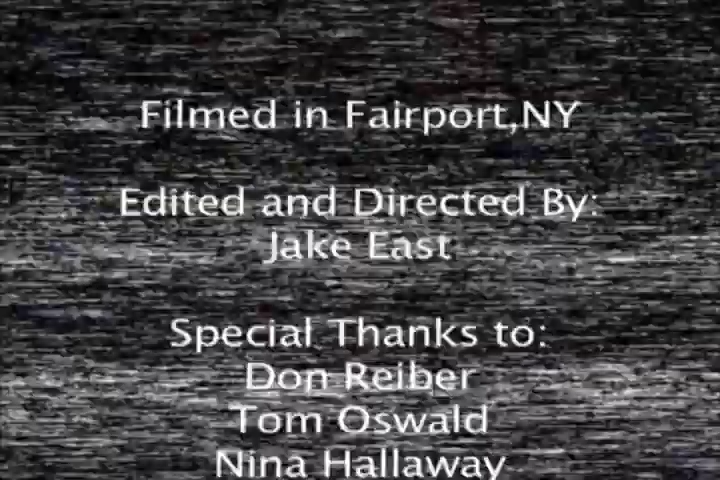 Filmed in Fairport,NY
Edited and Directed By:
Jake East
Special Thanks to:
Don Reiber
Tom Oswald
Nina Hallaway